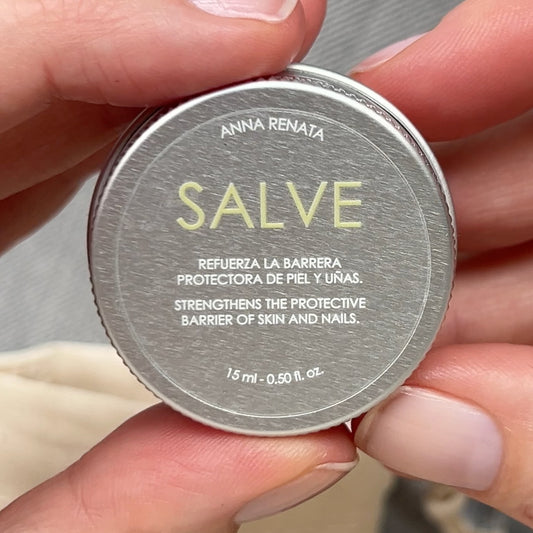 ANNA RENATA
SALVE
REFUERZA LA BARRERA
PROTECTORA DE PIEL Y UÑAS.
STRENGTHENS THE PROTECTIVE
BARRIER OF SKIN AND NAILS.
15 ml - 0.50 fl. oz.